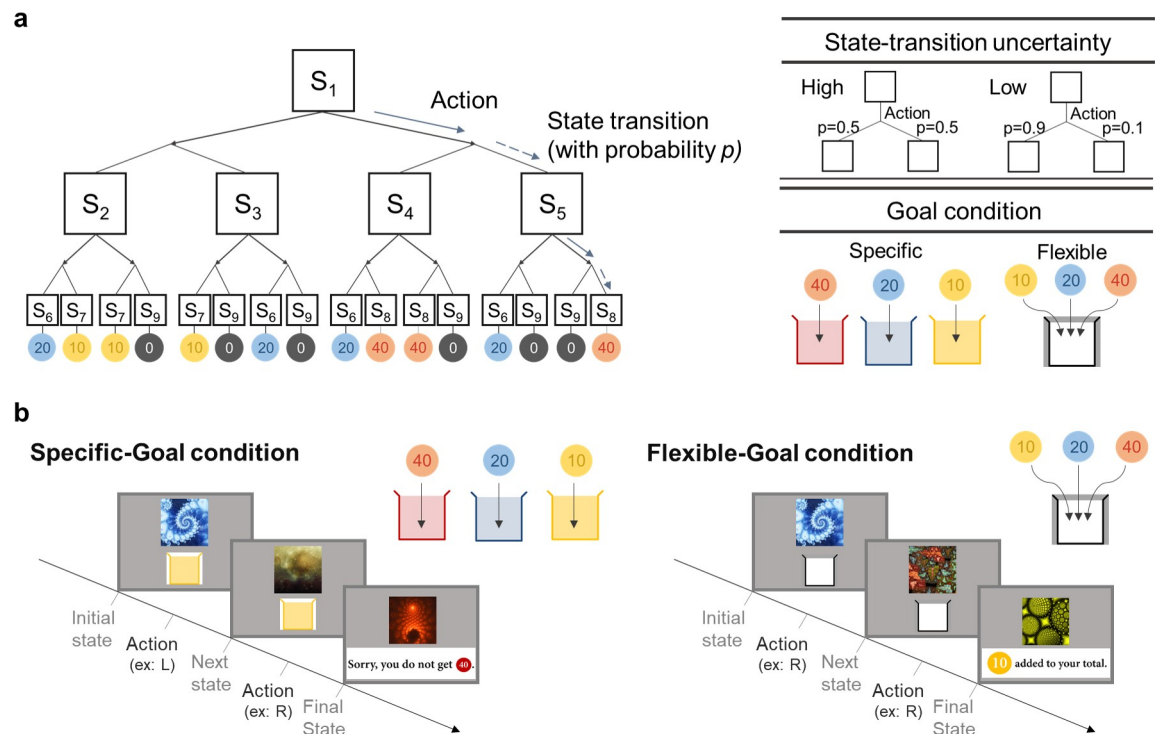 a
S1
Action
State transition
(with probability p)
S2 S3 S4 S5
S6 S7 S7 S9 S7 S9 S6 S9 S6 S8 S8 S9 S6 S9 S9 S8
20 10 10 0 10 0 20 0 20 40 40 0 20 0 0 40
State-transition uncertainty
High Low
Action Action
p=0.5 p=0.5 p=0.9 p=0.1
Goal condition
Specific Flexible
40 20 10 10 20 40
b
Specific-Goal condition
40 20 10
Initial
state
Action
(ex: L)
Next
state
Action
(ex: R)
Final
State
Sorry, you do not get 40.
Flexible-Goal condition
10 20 40
Initial
state
Action
(ex: R)
Next
state
Action
(ex: R)
Final
State
10 added to your total.